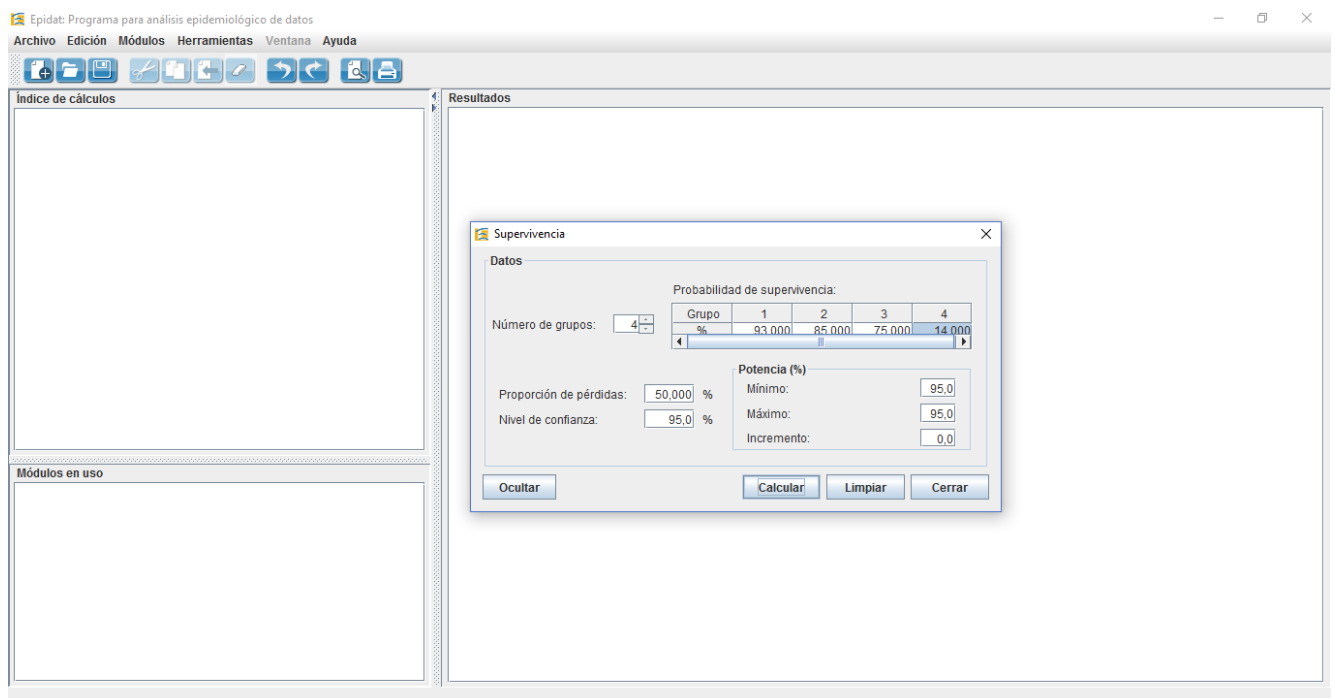 Epidat: Programa para análisis epidemiológico de datos
Archivo Edición Módulos Herramientas Ventana Ayuda
Índice de cálculos
Resultados
Supervivencia
Datos
Probabilidad de supervivencia:
Número de grupos: 4
Grupo 1 2 3 4
% 93,000 85,000 75,000 14,000
Potencia (%)
Proporción de pérdidas: 50,000 %
Nivel de confianza: 95,0 %
Mínimo: 95,0
Máximo: 95,0
Incremento: 0,0
Ocultar Calcular Limpiar Cerrar
Módulos en uso